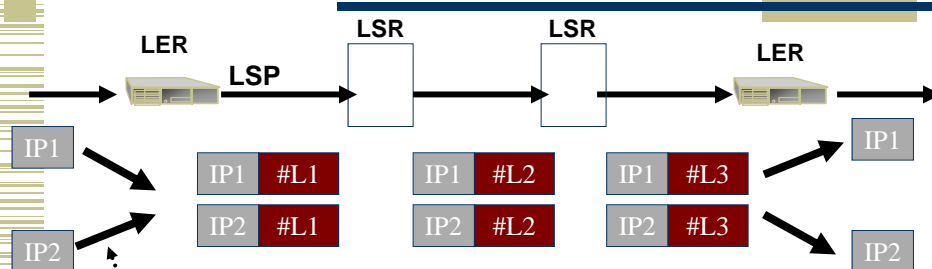 LSR LSR
LER LER
LSP
IP1 IP1
IP1 #L1 IP1 #L2 IP1 #L3
IP2 #L1 IP2 #L2 IP2 #L3
IP2 IP2